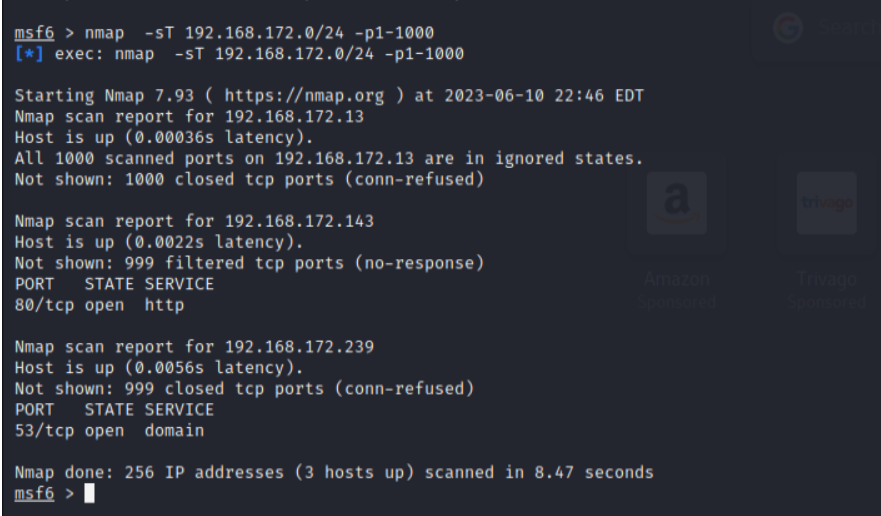 msf6 > nmap  -sT 192.168.172.0/24 -p1-1000
[*] exec: nmap  -sT 192.168.172.0/24 -p1-1000

Starting Nmap 7.93 ( https://nmap.org ) at 2023-06-10 22:46 EDT
Nmap scan report for 192.168.172.13
Host is up (0.00036s latency).
All 1000 scanned ports on 192.168.172.13 are in ignored states.
Not shown: 1000 closed tcp ports (conn-refused)

Nmap scan report for 192.168.172.143
Host is up (0.0022s latency).
Not shown: 999 filtered tcp ports (no-response)
PORT   STATE SERVICE
80/tcp open  http

Nmap scan report for 192.168.172.239
Host is up (0.0056s latency).
Not shown: 999 closed tcp ports (conn-refused)
PORT   STATE SERVICE
53/tcp open  domain

Nmap done: 256 IP addresses (3 hosts up) scanned in 8.47 seconds
msf6 >
G
a
trivago
Amazon
Trivago
Sponsored
Sponsored